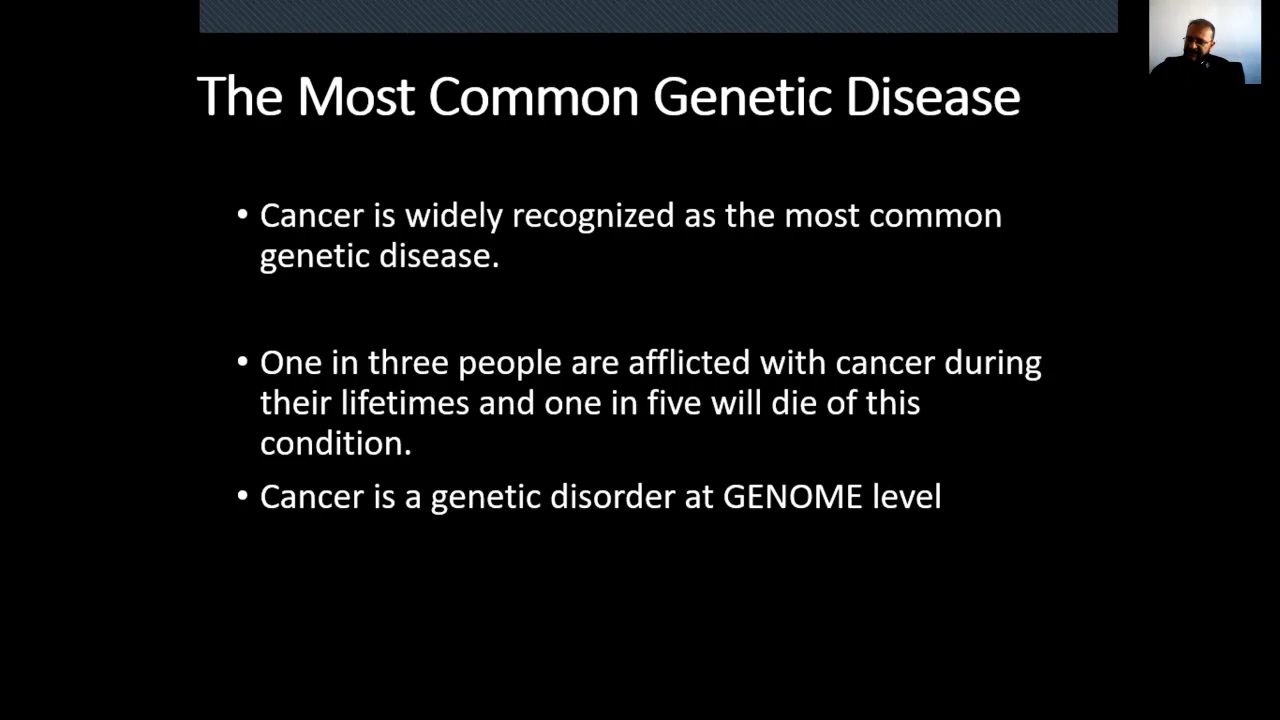 The Most Common Genetic Disease
• Cancer is widely recognized as the most common
genetic disease.
• One in three people are afflicted with cancer during
their lifetimes and one in five will die of this
condition.
• Cancer is a genetic disorder at GENOME level